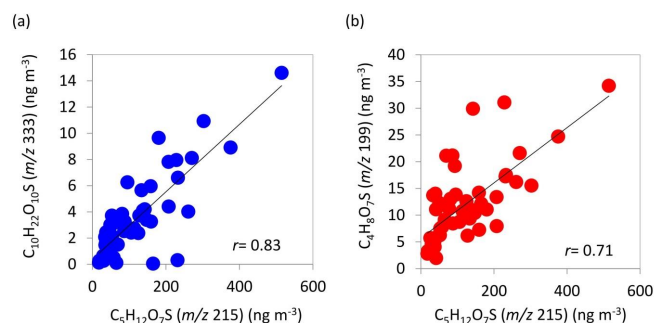 (a)
16
14
12
10
8
6
4
2
0
C₁₀H₂₂O₁₀S (m/z 333) (ng m⁻³)
r= 0.83
0 200 400 600
C₅H₁₂O₇S (m/z 215) (ng m⁻³)
(b)
40
35
30
25
20
15
10
5
0
C₄H₈O₇S (m/z 199) (ng m⁻³)
r= 0.71
0 200 400 600
C₅H₁₂O₇S (m/z 215) (ng m⁻³)